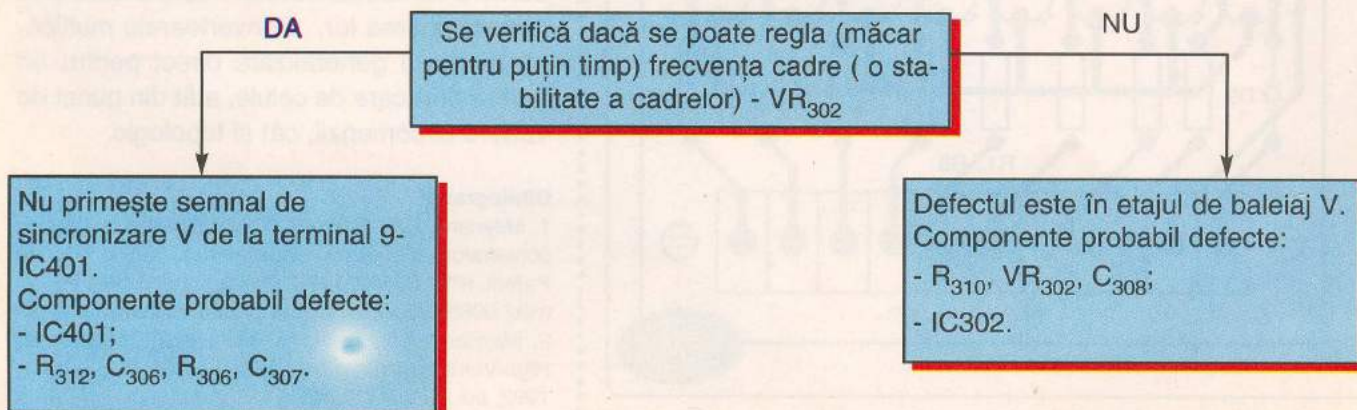 DA
Se verifică dacă se poate regla (măcar
pentru puțin timp) frecvența cadre ( o sta-
bilitate a cadrelor) - VR302
NU
Nu primește semnal de
sincronizare V de la terminal 9-
IC401.
Componente probabil defecte:
- IC401;
- R312, C306, R306, C307.
Defectul este în etajul de baleiaj V.
Componente probabil defecte:
- R310, VR302, C308;
- IC302.